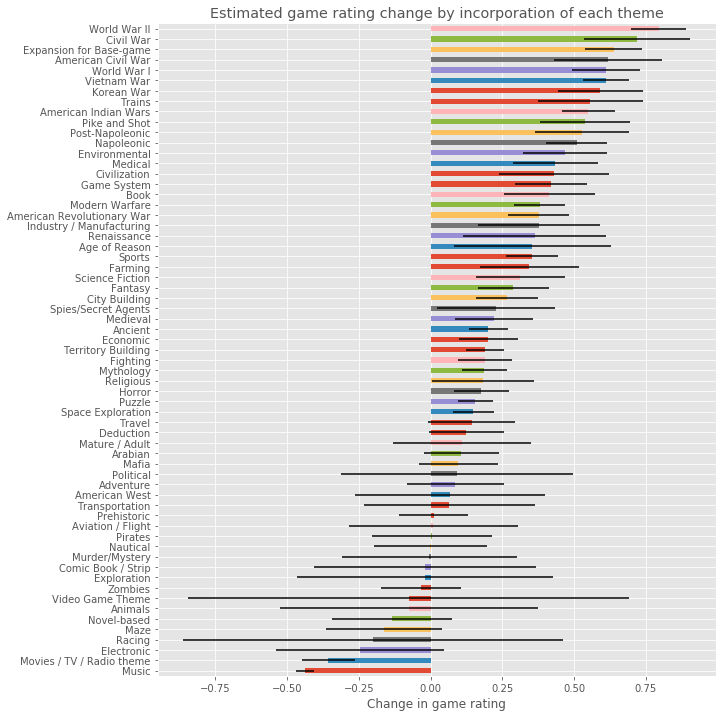 Estimated game rating change by incorporation of each theme
World War II
Civil War
Expansion for Base-game
American Civil War
World War I
Vietnam War
Korean War
Trains
American Indian Wars
Pike and Shot
Post-Napoleonic
Napoleonic
Environmental
Medical
Civilization
Game System
Book
Modern Warfare
American Revolutionary War
Industry / Manufacturing
Renaissance
Age of Reason
Sports
Farming
Science Fiction
Fantasy
City Building
Spies/Secret Agents
Medieval
Ancient
Economic
Territory Building
Fighting
Mythology
Religious
Horror
Puzzle
Space Exploration
Travel
Deduction
Mature / Adult
Arabian
Mafia
Political
Adventure
American West
Transportation
Prehistoric
Aviation / Flight
Pirates
Nautical
Murder/Mystery
Comic Book / Strip
Exploration
Zombies
Video Game Theme
Animals
Novel-based
Maze
Racing
Electronic
Movies / TV / Radio theme
Music
−0.75 −0.50 −0.25 0.00 0.25 0.50 0.75
Change in game rating